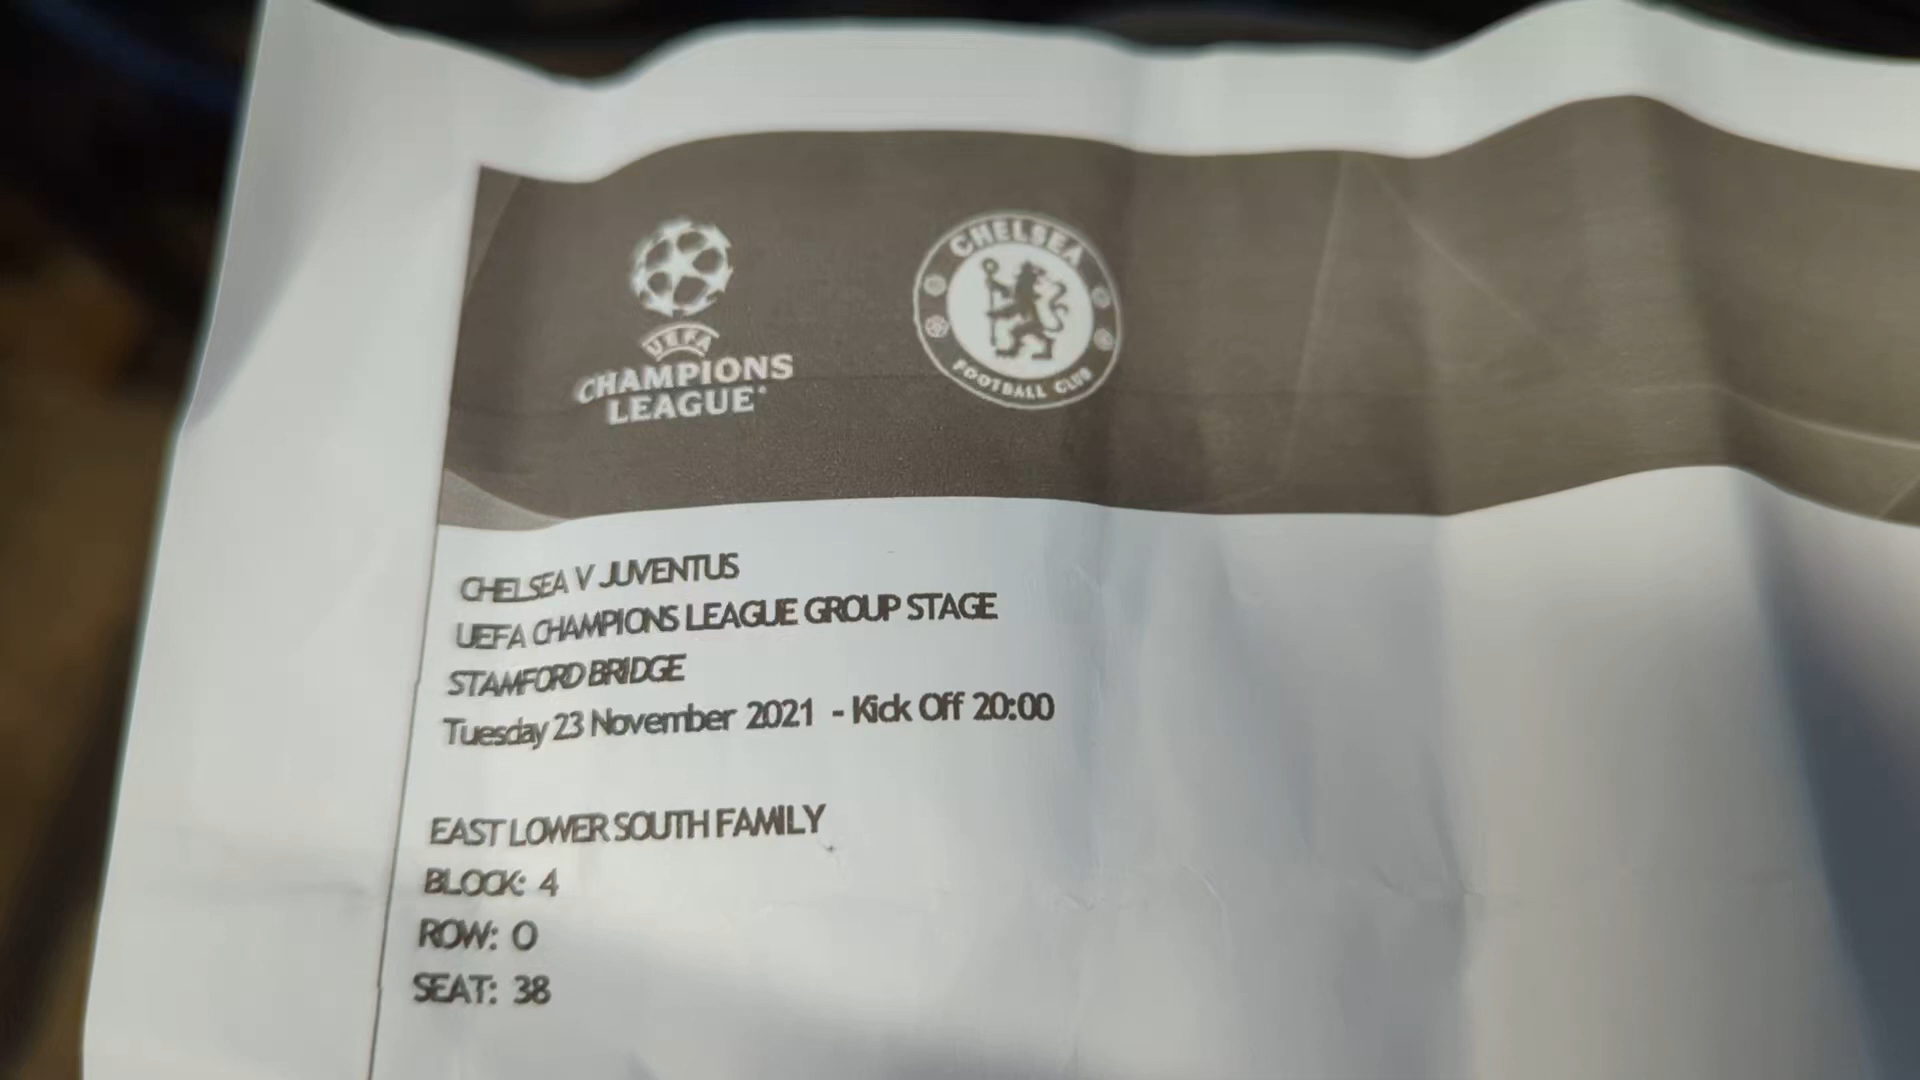 UEFA
CHAMPIONS
LEAGUE
CHELSEA
FOOTBALL CLUB
CHELSEA V JUVENTUS
UEFA CHAMPIONS LEAGUE GROUP STAGE
STAMFORD BRIDGE
Tuesday 23 November 2021 - Kick Off 20:00
EAST LOWER SOUTH FAMILY
BLOCK: 4
ROW: O
SEAT: 38